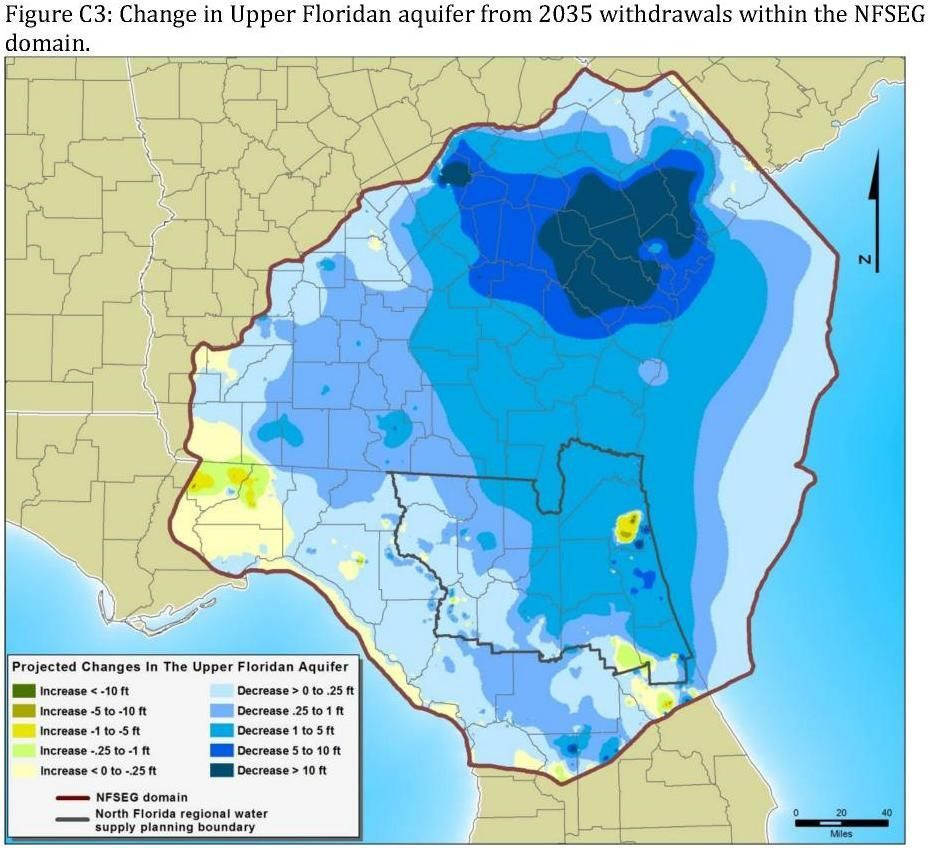 Figure C3: Change in Upper Floridan aquifer from 2035 withdrawals within the NFSEG
domain.
N
Projected Changes In The Upper Floridan Aquifer
Increase < -10 ft
Increase -5 to -10 ft
Increase -1 to -5 ft
Increase -.25 to -1 ft
Increase < 0 to -.25 ft
Decrease > 0 to .25 ft
Decrease .25 to 1 ft
Decrease 1 to 5 ft
Decrease 5 to 10 ft
Decrease > 10 ft
NFSEG domain
North Florida regional water
supply planning boundary
0 20 40
Miles